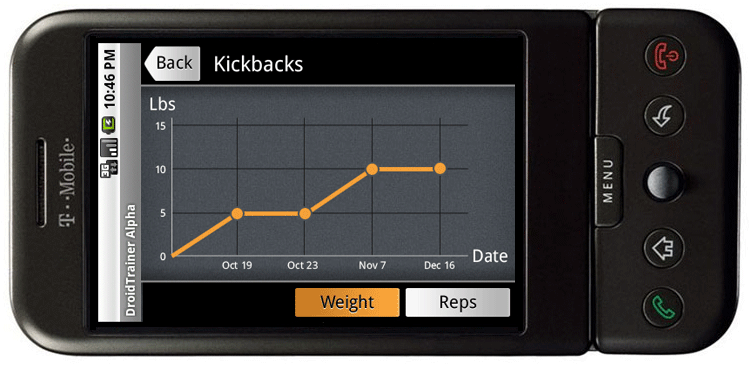 T··Mobile·
10:46 PM
3G
DroidTrainer Alpha
Back
Kickbacks
Lbs
15
10
5
0
Oct 19
Oct 23
Nov 7
Dec 16
Date
Weight
Reps
MENU